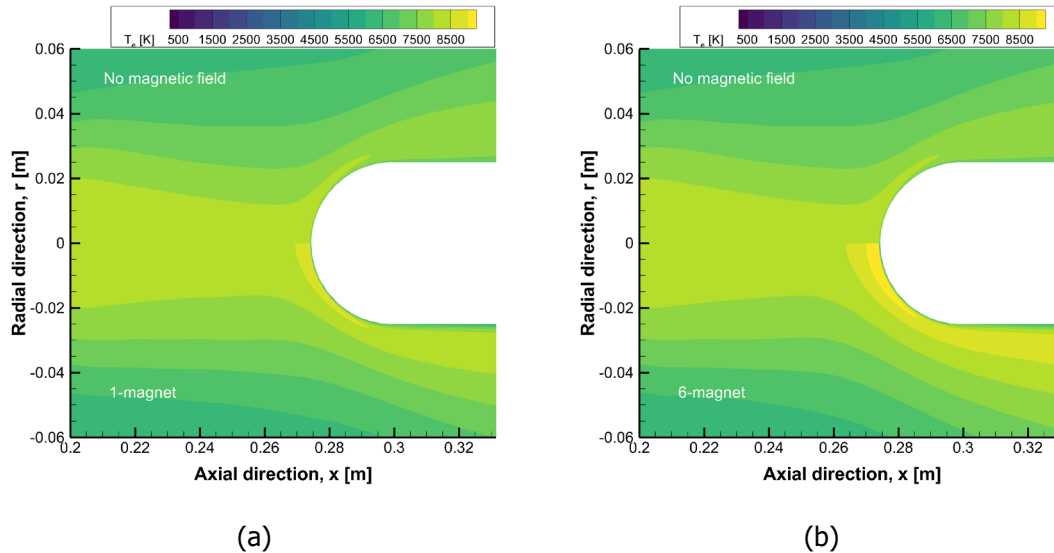 T_e [K] 500 1500 2500 3500 4500 5500 6500 7500 8500
No magnetic field
1-magnet
0.06
0.04
0.02
0
-0.02
-0.04
-0.06
0.2 0.22 0.24 0.26 0.28 0.3 0.32
Radial direction, r [m]
Axial direction, x [m]
(a)
T_e [K] 500 1500 2500 3500 4500 5500 6500 7500 8500
No magnetic field
6-magnet
0.06
0.04
0.02
0
-0.02
-0.04
-0.06
0.2 0.22 0.24 0.26 0.28 0.3 0.32
Radial direction, r [m]
Axial direction, x [m]
(b)